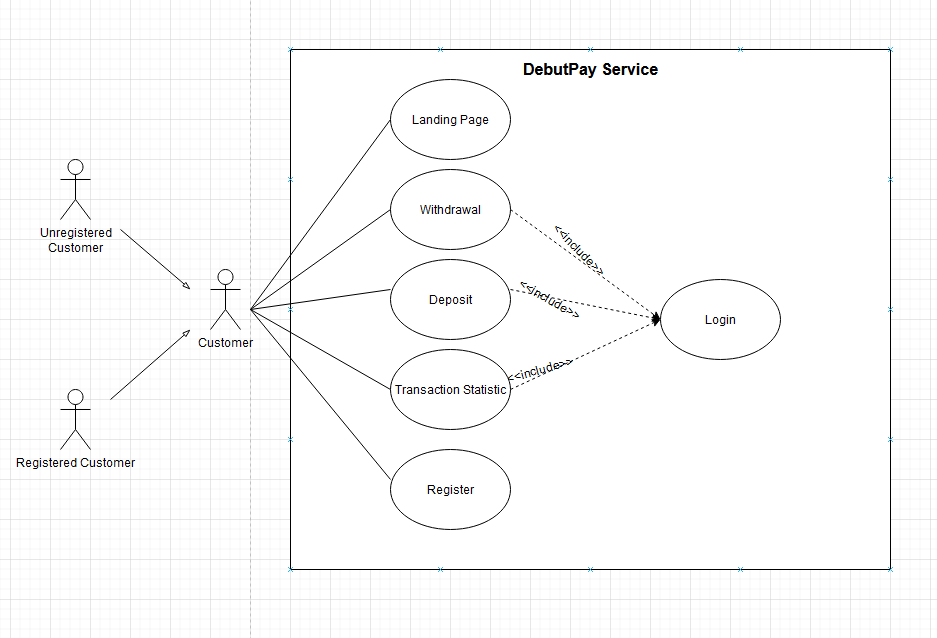 DebutPay Service
Landing Page
Withdrawal
<<include>>
Unregistered
Customer
Deposit
<<include>>
Login
Customer
Transaction Statistic
<<include>>
Registered Customer
Register